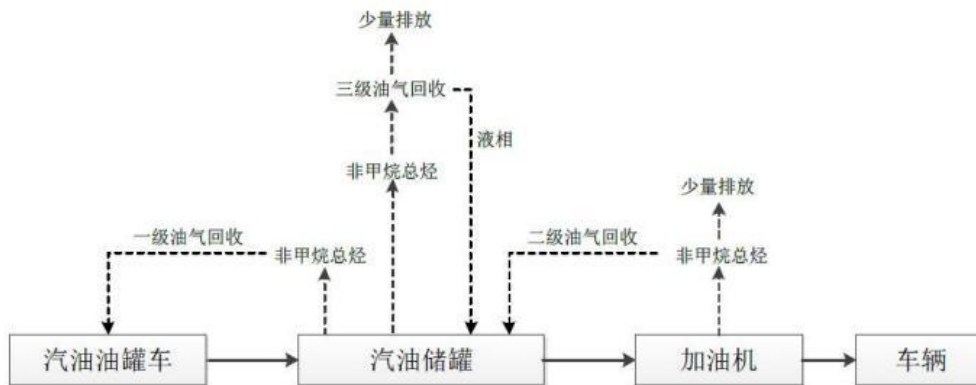 少量排放
三级油气回收
液相
非甲烷总烃
少量排放
一级油气回收
非甲烷总烃
二级油气回收
非甲烷总烃
汽油油罐车
汽油储罐
加油机
车辆